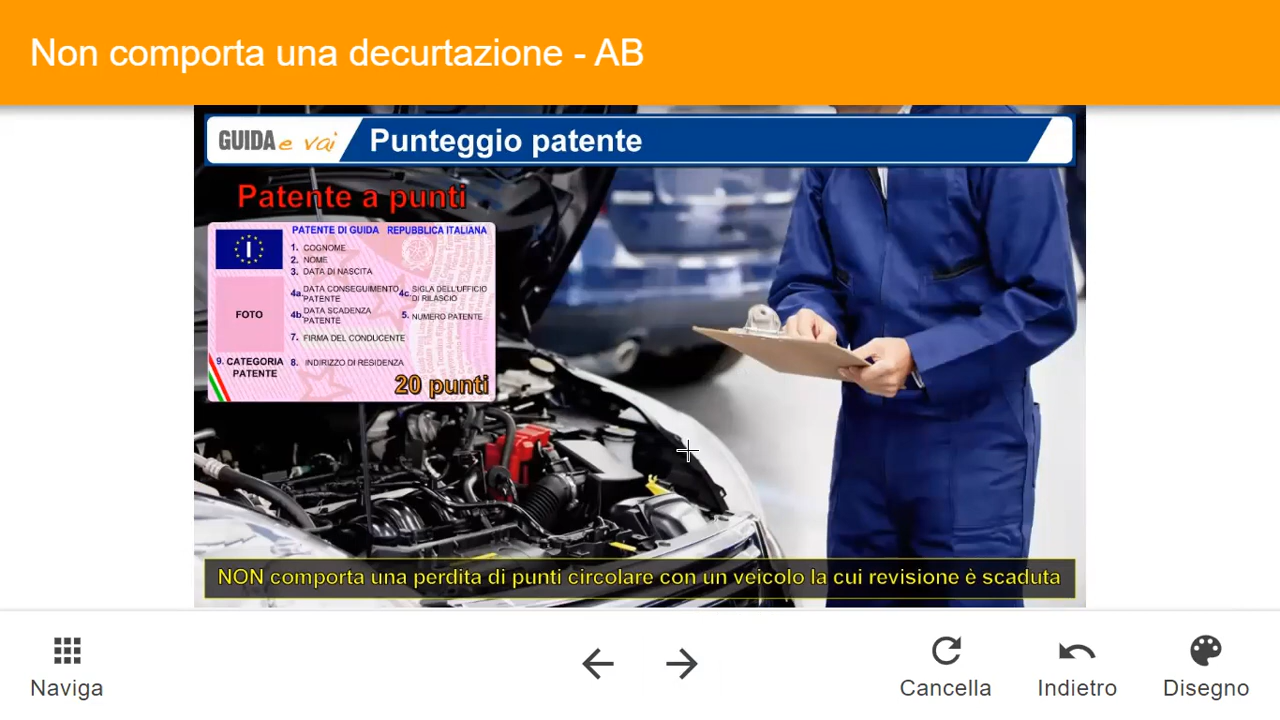 Non comporta una decurtazione - AB
GUIDA e vai
Punteggio patente
Patente a punti
PATENTE DI GUIDA REPUBBLICA ITALIANA
I
1. COGNOME
2. NOME
3. DATA DI NASCITA
4a. DATA CONSEGUIMENTO PATENTE
4c. SIGLA DELL'UFFICIO DI RILASCIO
4b. DATA SCADENZA PATENTE
5. NUMERO PATENTE
FOTO
7. FIRMA DEL CONDUCENTE
9. CATEGORIA PATENTE
8. INDIRIZZO DI RESIDENZA
20 punti
NON comporta una perdita di punti circolare con un veicolo la cui revisione è scaduta
Naviga
Cancella
Indietro
Disegno